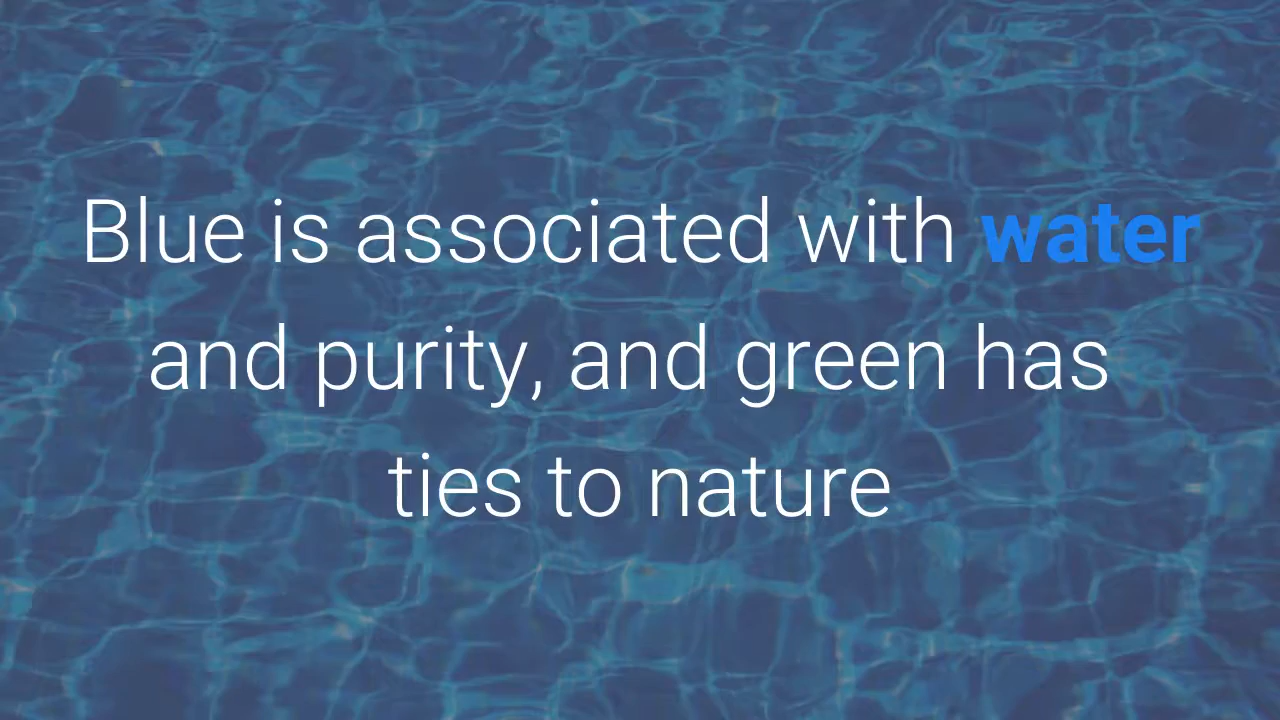 Blue is associated with water
and purity, and green has
ties to nature